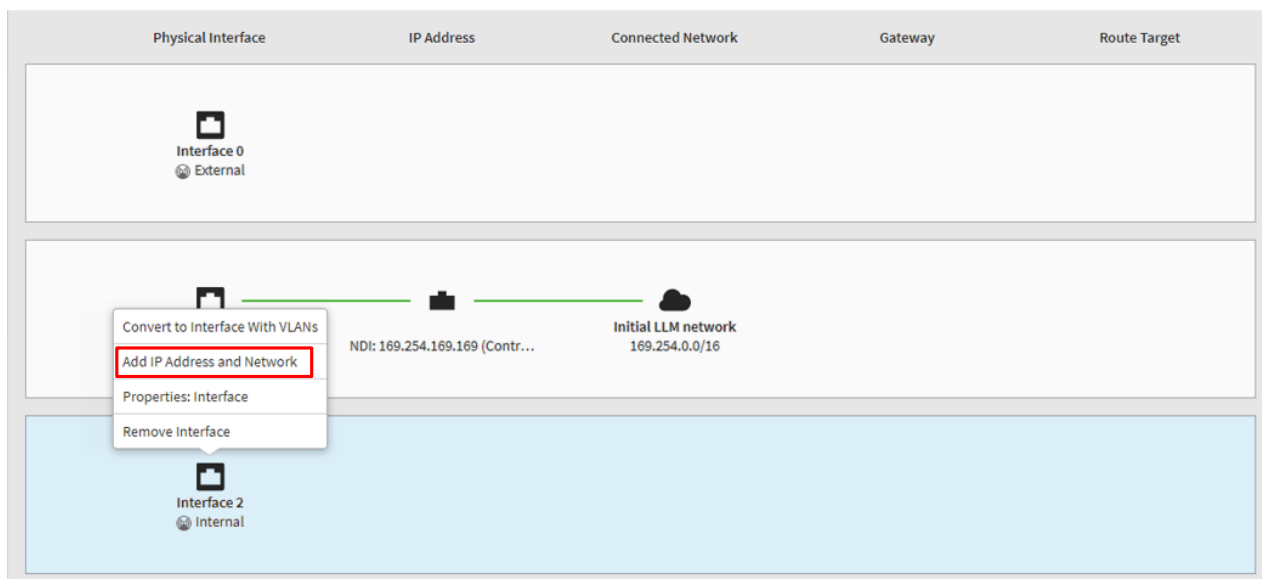 Physical Interface IP Address Connected Network Gateway Route Target
Interface 0
External
Convert to Interface With VLANs
Add IP Address and Network
Properties: Interface
Remove Interface
NDI: 169.254.169.169 (Contr...
Initial LLM network
169.254.0.0/16
Interface 2
Internal